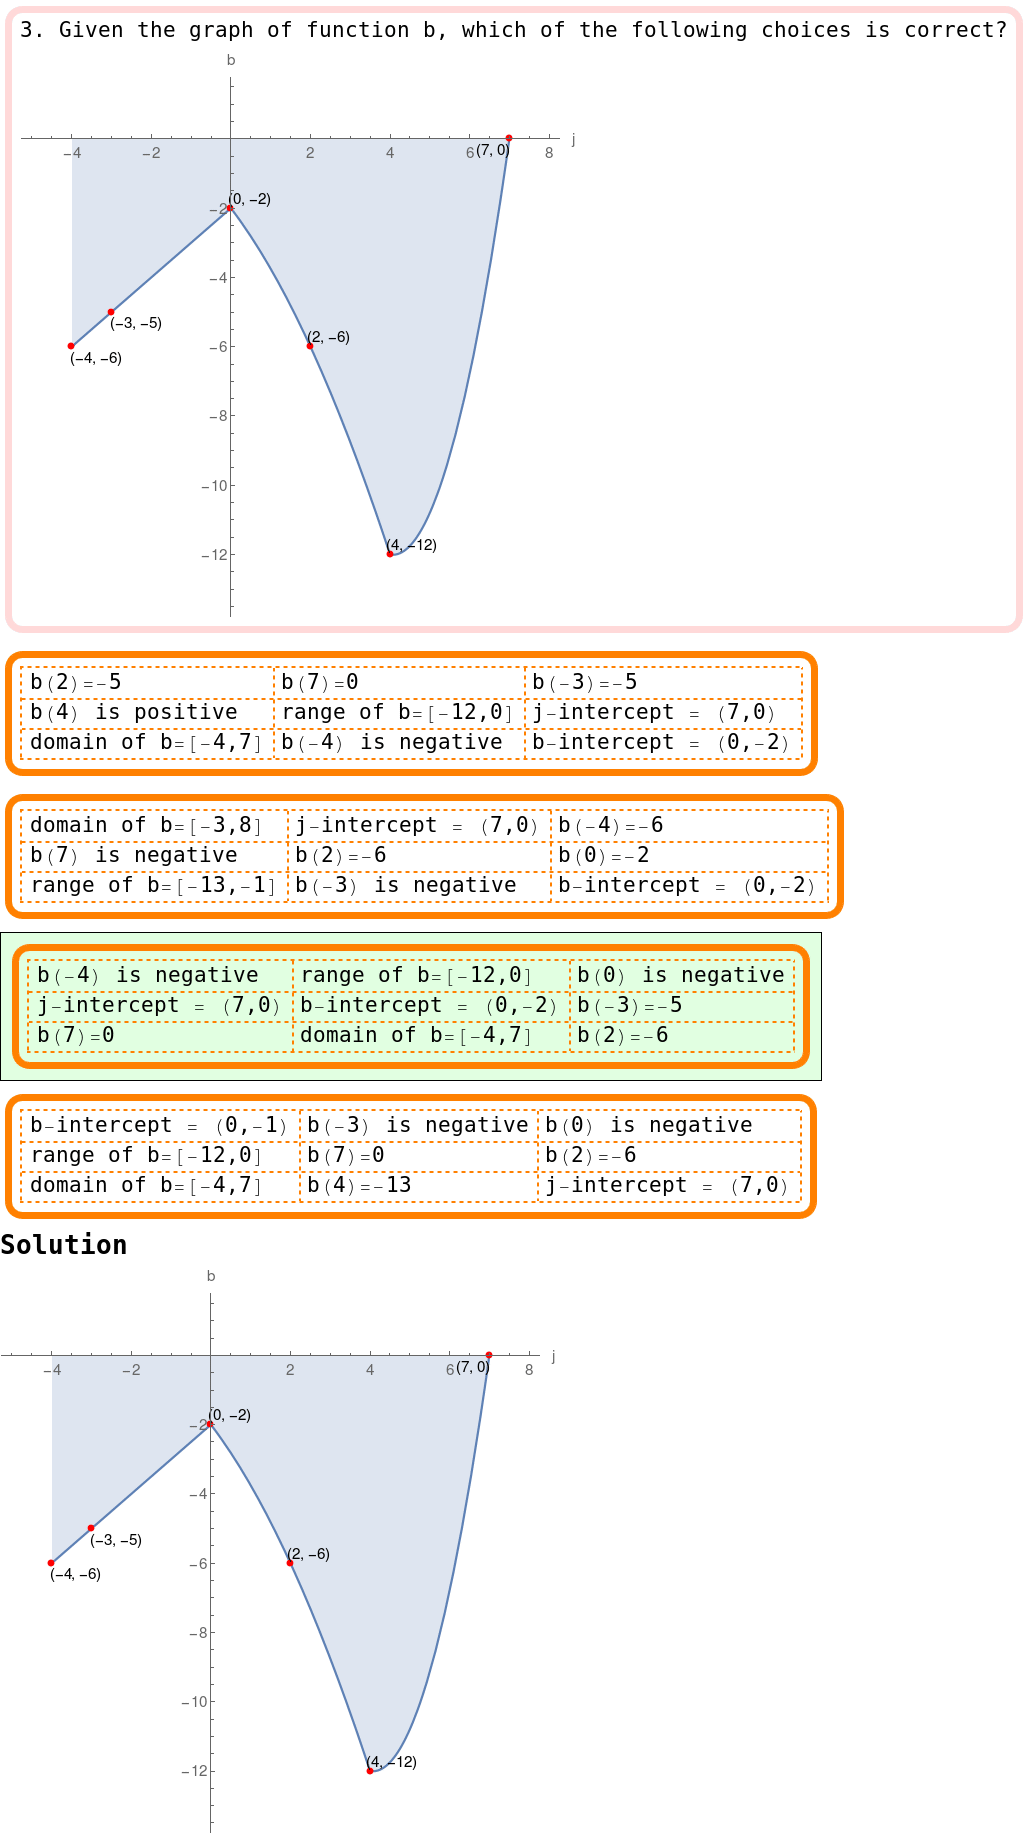 3. Given the graph of function b, which of the following choices is correct?
b
j
−4 −2 2 4 6 8
(7, 0)
(0, −2)
−2
−4
(−3, −5)
(2, −6)
−6
(−4, −6)
−8
−10
(4, −12)
−12
b(2)=-5 b(7)=0 b(-3)=-5
b(4) is positive range of b=[-12,0] j-intercept = (7,0)
domain of b=[-4,7] b(-4) is negative b-intercept = (0,-2)
domain of b=[-3,8] j-intercept = (7,0) b(-4)=-6
b(7) is negative b(2)=-6 b(0)=-2
range of b=[-13,-1] b(-3) is negative b-intercept = (0,-2)
b(-4) is negative range of b=[-12,0] b(0) is negative
j-intercept = (7,0) b-intercept = (0,-2) b(-3)=-5
b(7)=0 domain of b=[-4,7] b(2)=-6
b-intercept = (0,-1) b(-3) is negative b(0) is negative
range of b=[-12,0] b(7)=0 b(2)=-6
domain of b=[-4,7] b(4)=-13 j-intercept = (7,0)
Solution
b
j
−4 −2 2 4 6 8
(7, 0)
(0, −2)
−2
−4
(−3, −5)
(2, −6)
−6
(−4, −6)
−8
−10
(4, −12)
−12